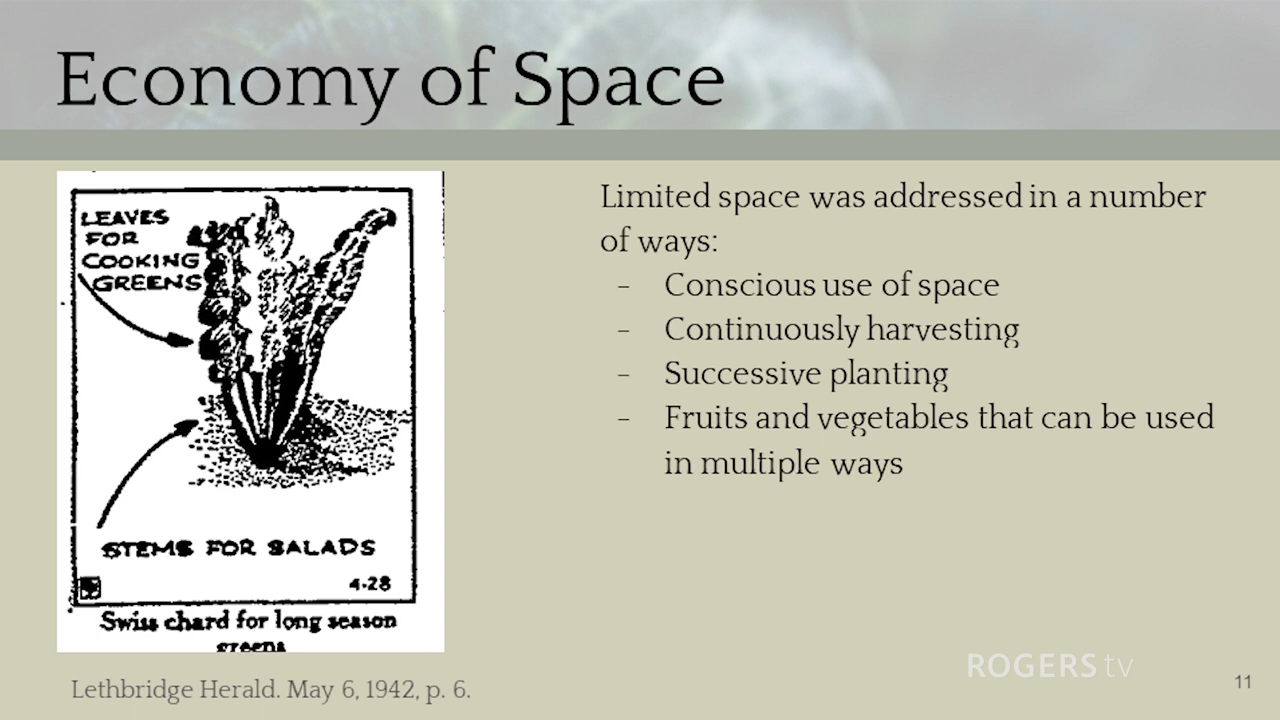 Economy of Space
LEAVES
FOR
COOKING
GREENS
STEMS FOR SALADS
4-28
Swiss chard for long season
greens
Lethbridge Herald. May 6, 1942, p. 6.
Limited space was addressed in a number
of ways:
- Conscious use of space
- Continuously harvesting
- Successive planting
- Fruits and vegetables that can be used
in multiple ways
ROGERS tv
11